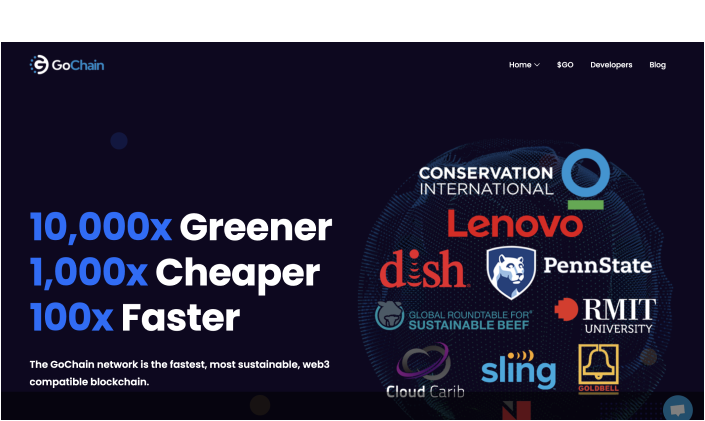 GoChain
Home
$GO
Developers
Blog
10,000x Greener
1,000x Cheaper
100x Faster
The GoChain network is the fastest, most sustainable, web3
compatible blockchain.
CONSERVATION
INTERNATIONAL
Lenovo
dish
PennState
GLOBAL ROUNDTABLE FOR®
SUSTAINABLE BEEF
RMIT
UNIVERSITY
Cloud Carib
sling
GOLDBELL